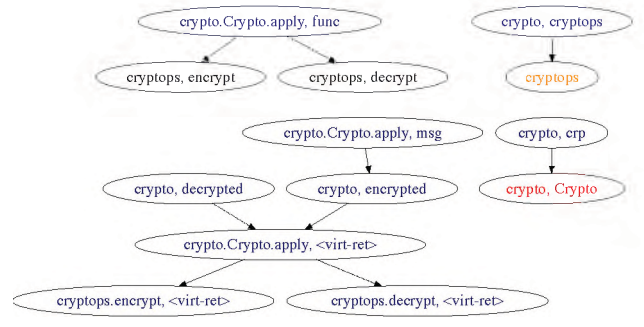 crypto.Crypto.apply, func
crypto, cryptops
cryptops, encrypt
cryptops, decrypt
cryptops
crypto.Crypto.apply, msg
crypto, crp
crypto, decrypted
crypto, encrypted
crypto, Crypto
crypto.Crypto.apply, <virt-ret>
cryptops.encrypt, <virt-ret>
cryptops.decrypt, <virt-ret>